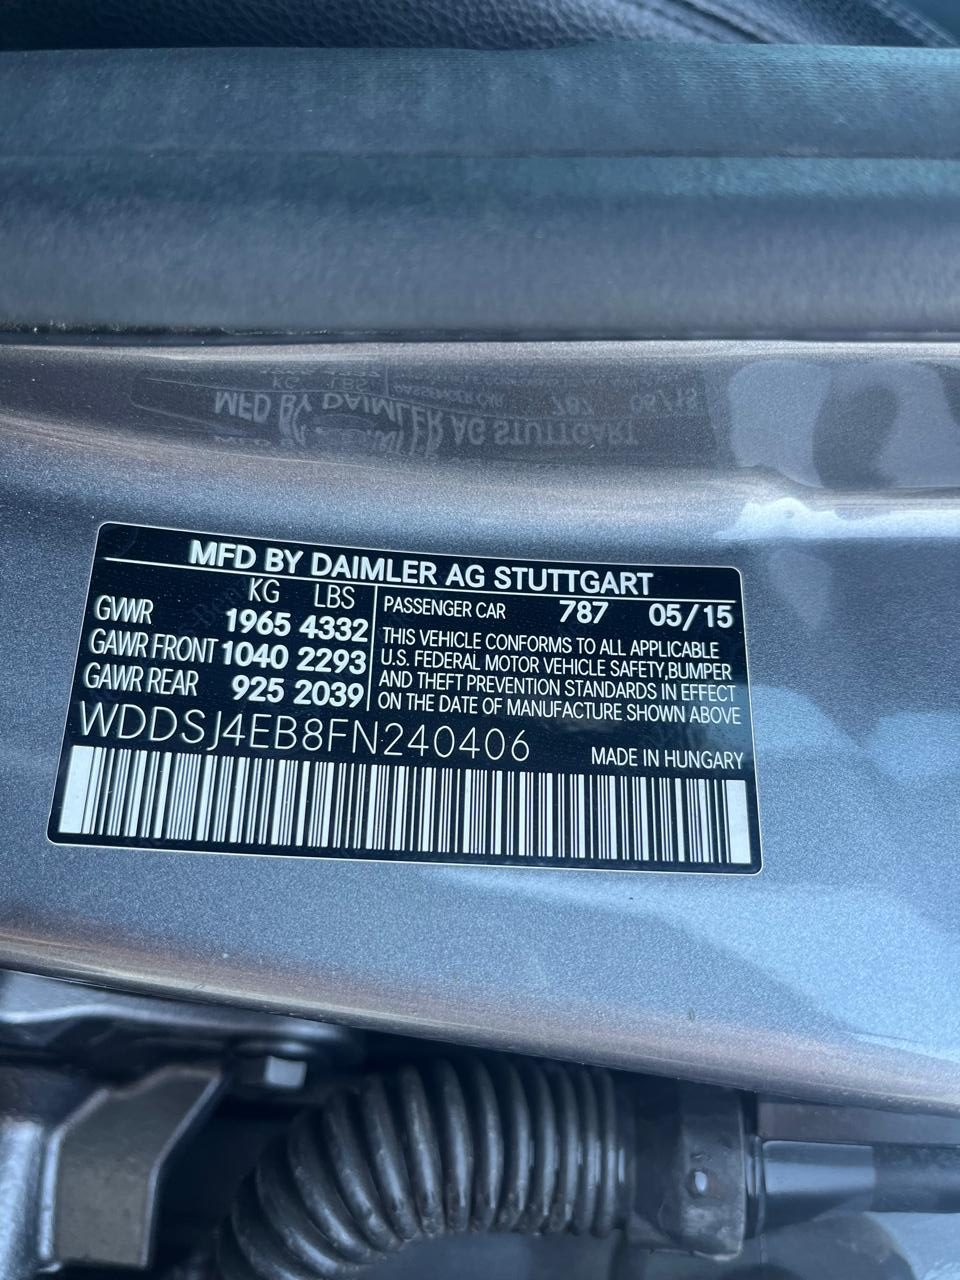 MFD BY DAIMLER AG STUTTGART
KG LBS
GVWR 1965 4332
GAWR FRONT 1040 2293
GAWR REAR 925 2039
PASSENGER CAR 787 05/15
THIS VEHICLE CONFORMS TO ALL APPLICABLE
U.S. FEDERAL MOTOR VEHICLE SAFETY, BUMPER
AND THEFT PREVENTION STANDARDS IN EFFECT
ON THE DATE OF MANUFACTURE SHOWN ABOVE
WDDSJ4EB8FN240406
MADE IN HUNGARY